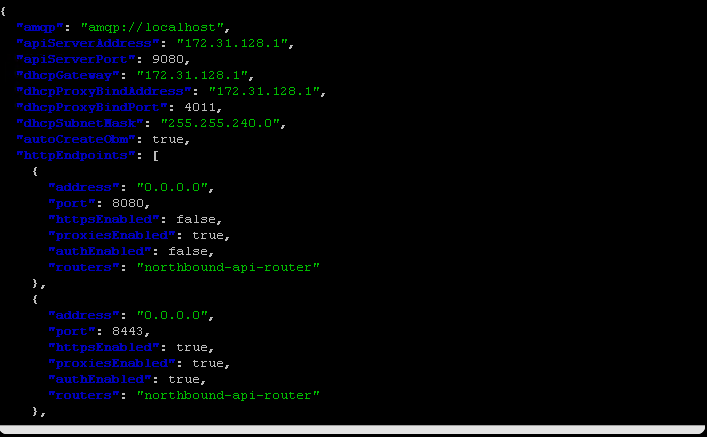 {
  "amqp": "amqp://localhost",
  "apiServerAddress": "172.31.128.1",
  "apiServerPort": 9080,
  "dhcpGateway": "172.31.128.1",
  "dhcpProxyBindAddress": "172.31.128.1",
  "dhcpProxyBindPort": 4011,
  "dhcpSubnetMask": "255.255.240.0",
  "autoCreateObm": true,
  "httpEndpoints": [
    {
      "address": "0.0.0.0",
      "port": 8080,
      "httpsEnabled": false,
      "proxiesEnabled": true,
      "authEnabled": false,
      "routers": "northbound-api-router"
    },
    {
      "address": "0.0.0.0",
      "port": 8443,
      "httpsEnabled": true,
      "proxiesEnabled": true,
      "authEnabled": true,
      "routers": "northbound-api-router"
    },